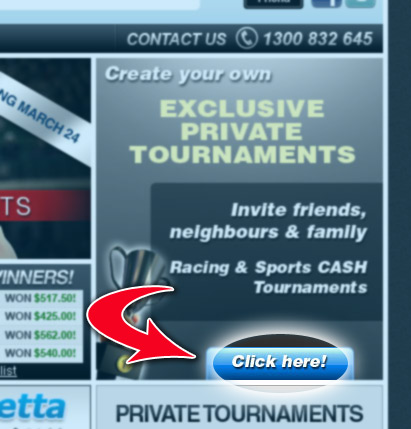 CONTACT US 1300 832 645
NG MARCH 24
TS
Create your own
EXCLUSIVE
PRIVATE
TOURNAMENTS
Invite friends,
neighbours & family
Racing & Sports CASH
Tournaments
Click here!
INNERS!
WON $517.50!
WON $425.00!
WON $562.00!
WON $540.00!
list
etta
PRIVATE TOURNAMENTS